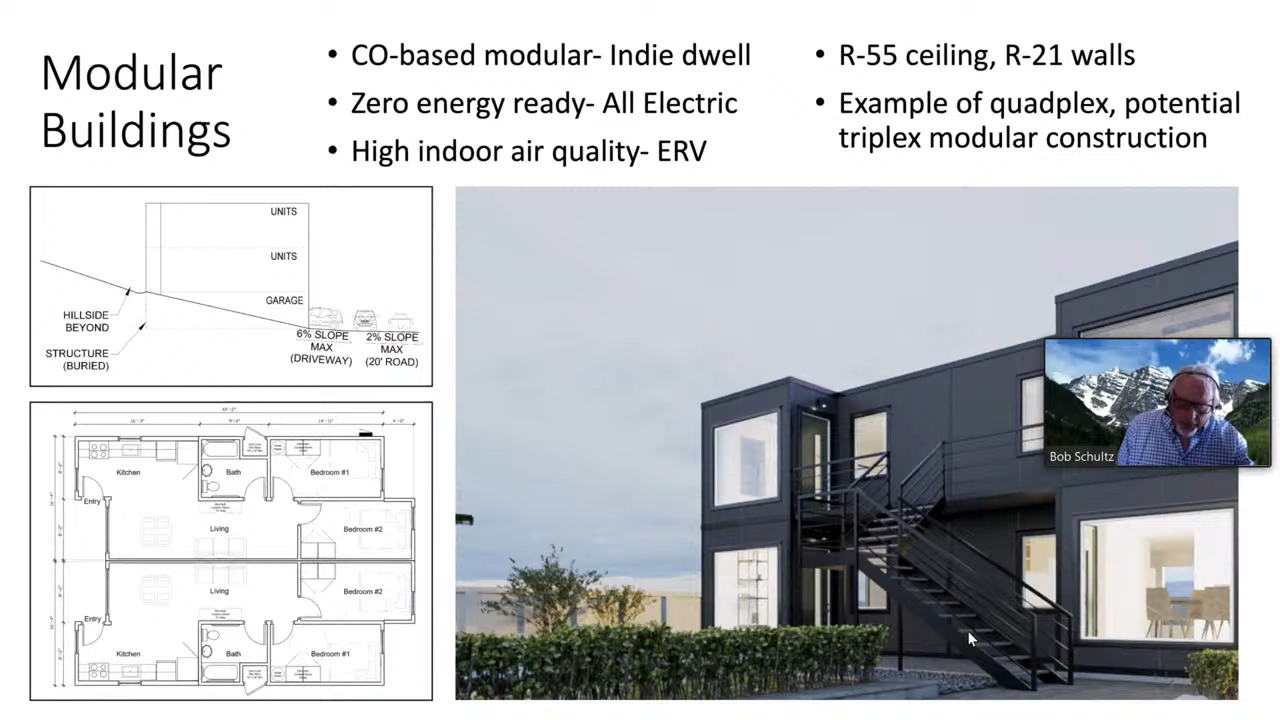 Modular
Buildings
• CO-based modular- Indie dwell
• Zero energy ready- All Electric
• High indoor air quality- ERV
• R-55 ceiling, R-21 walls
• Example of quadplex, potential
triplex modular construction
UNITS
UNITS
GARAGE
HILLSIDE
BEYOND
STRUCTURE
(BURIED)
6% SLOPE
MAX
(DRIVEWAY)
2% SLOPE
MAX
(20' ROAD)
Kitchen
Bath
Bedroom #1
Entry
Living
Bedroom #2
Living
Bedroom #2
Entry
Kitchen
Bath
Bedroom #1
Bob Schultz